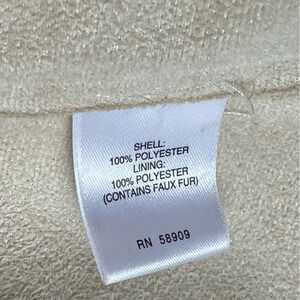 SHELL:
100% POLYESTER
LINING:
100% POLYESTER
(CONTAINS FAUX FUR)
RN 58909